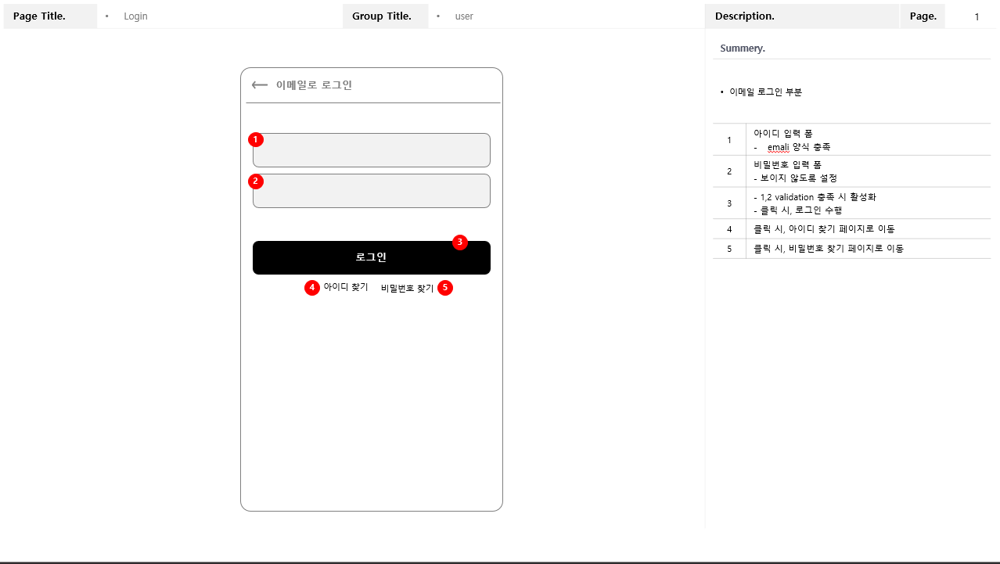 Page Title.
• Login
Group Title.
• user
Description.
Page.
1
Summery.
• 이메일 로그인 부분
← 이메일로 로그인
1
2
3
로그인
4 아이디 찾기 비밀번호 찾기 5
1 아이디 입력 폼
- emali 양식 충족
2 비밀번호 입력 폼
- 보이지 않도록 설정
3 - 1,2 validation 충족 시 활성화
- 클릭 시, 로그인 수행
4 클릭 시, 아이디 찾기 페이지로 이동
5 클릭 시, 비밀번호 찾기 페이지로 이동